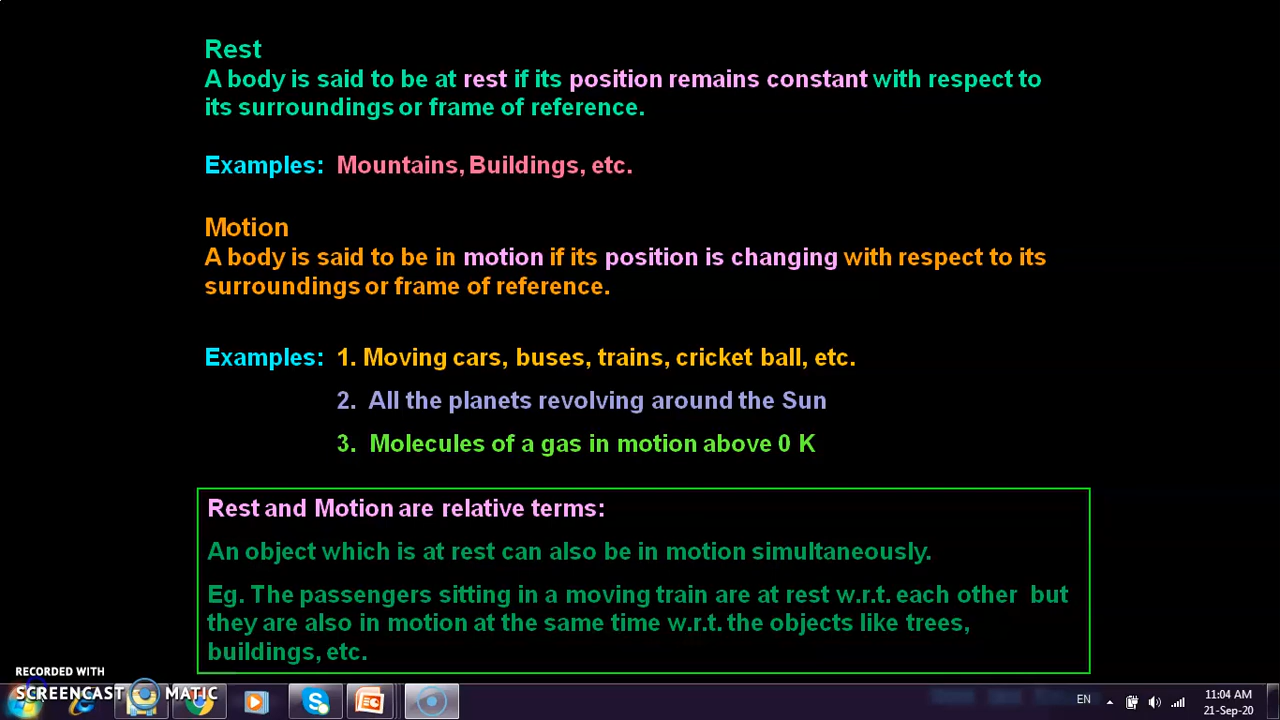 Rest
A body is said to be at rest if its position remains constant with respect to
its surroundings or frame of reference.
Examples: Mountains, Buildings, etc.
Motion
A body is said to be in motion if its position is changing with respect to its
surroundings or frame of reference.
Examples: 1. Moving cars, buses, trains, cricket ball, etc.
2. All the planets revolving around the Sun
3. Molecules of a gas in motion above 0 K
Rest and Motion are relative terms:
An object which is at rest can also be in motion simultaneously.
Eg. The passengers sitting in a moving train are at rest w.r.t. each other but
they are also in motion at the same time w.r.t. the objects like trees,
buildings, etc.
RECORDED WITH
SCREENCAST MATIC
EN
11:04 AM
21-Sep-20